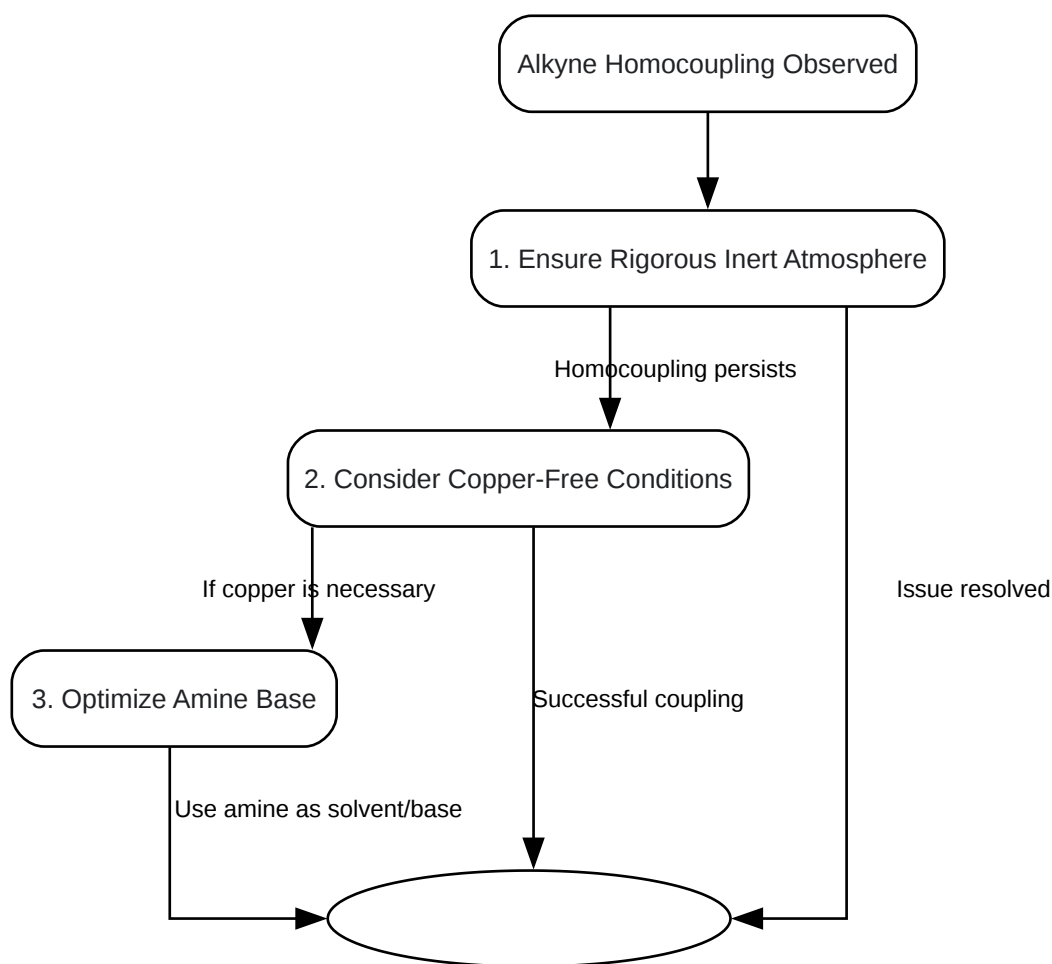 Alkyne Homocoupling Observed
1. Ensure Rigorous Inert Atmosphere
Homocoupling persists
2. Consider Copper-Free Conditions
If copper is necessary
Issue resolved
3. Optimize Amine Base
Successful coupling
Use amine as solvent/base